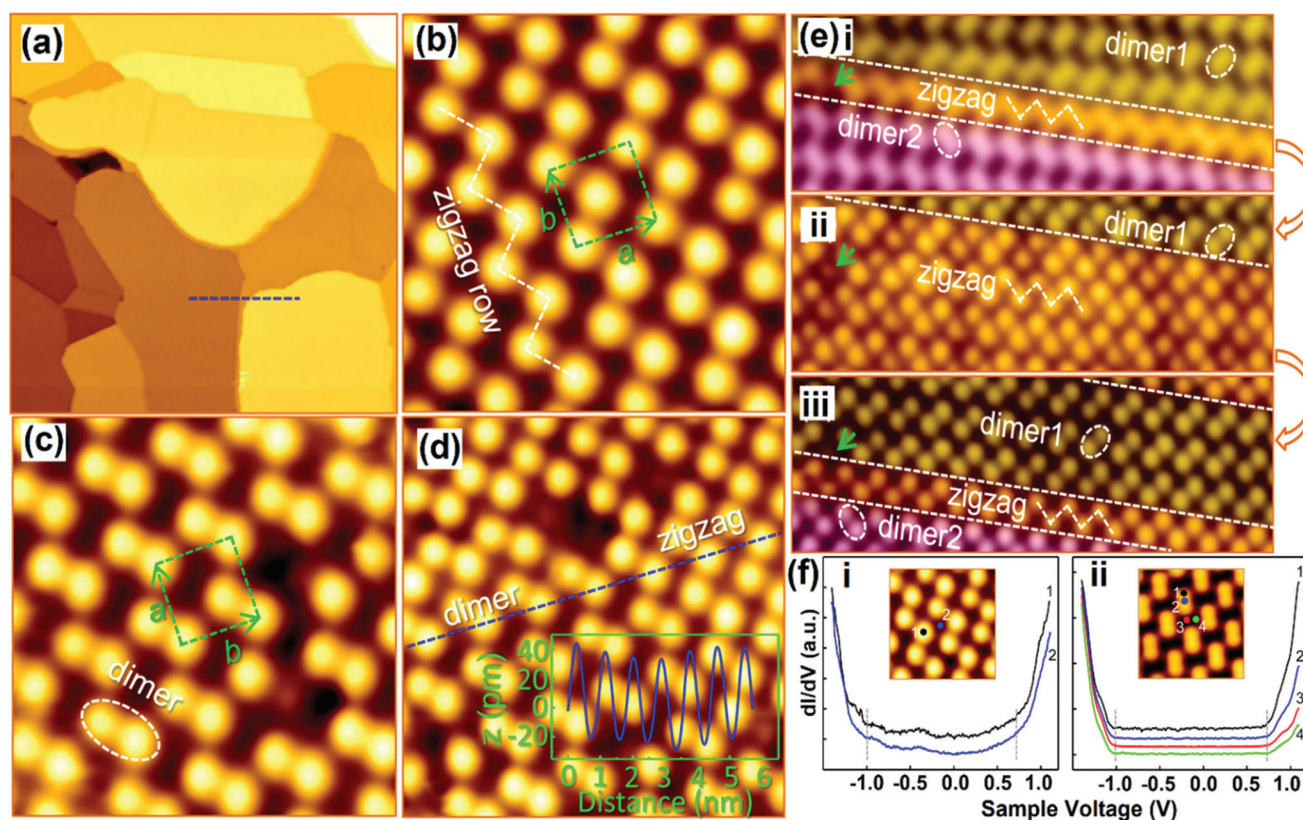 (a)
(b)
zigzag row
b
a
(c)
a
b
dimer
(d)
zigzag
dimer
z (pm)
40
20
0
-20
0 1 2 3 4 5 6
Distance (nm)
(e) i
dimer1
zigzag
dimer2
ii
dimer1
zigzag
iii
dimer1
zigzag
dimer2
(f) i
1
2
1
2
dI/dV (a.u.)
-1.0 -0.5 0.0 0.5 1.0
ii
1
2
3 4
1
2
3
4
-1.0 -0.5 0.0 0.5 1.0
Sample Voltage (V)